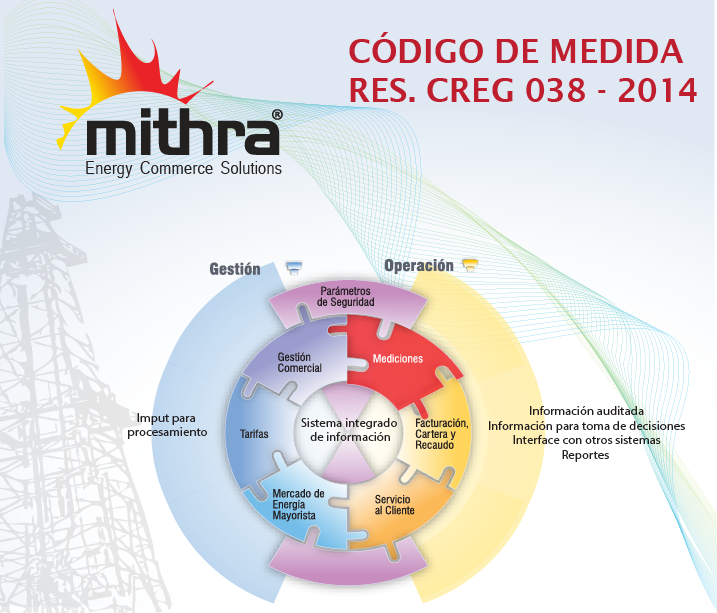 CÓDIGO DE MEDIDA
RES. CREG 038 - 2014
mithra®
Energy Commerce Solutions
Gestión
Operación
Parámetros
de Seguridad
Gestión
Comercial
Mediciones
Imput para
procesamiento
Tarifas
Sistema integrado
de información
Facturación,
Cartera y
Recaudo
Información auditada
Información para toma de decisiones
Interface con otros sistemas
Reportes
Mercado de
Energía
Mayorista
Servicio
al Cliente